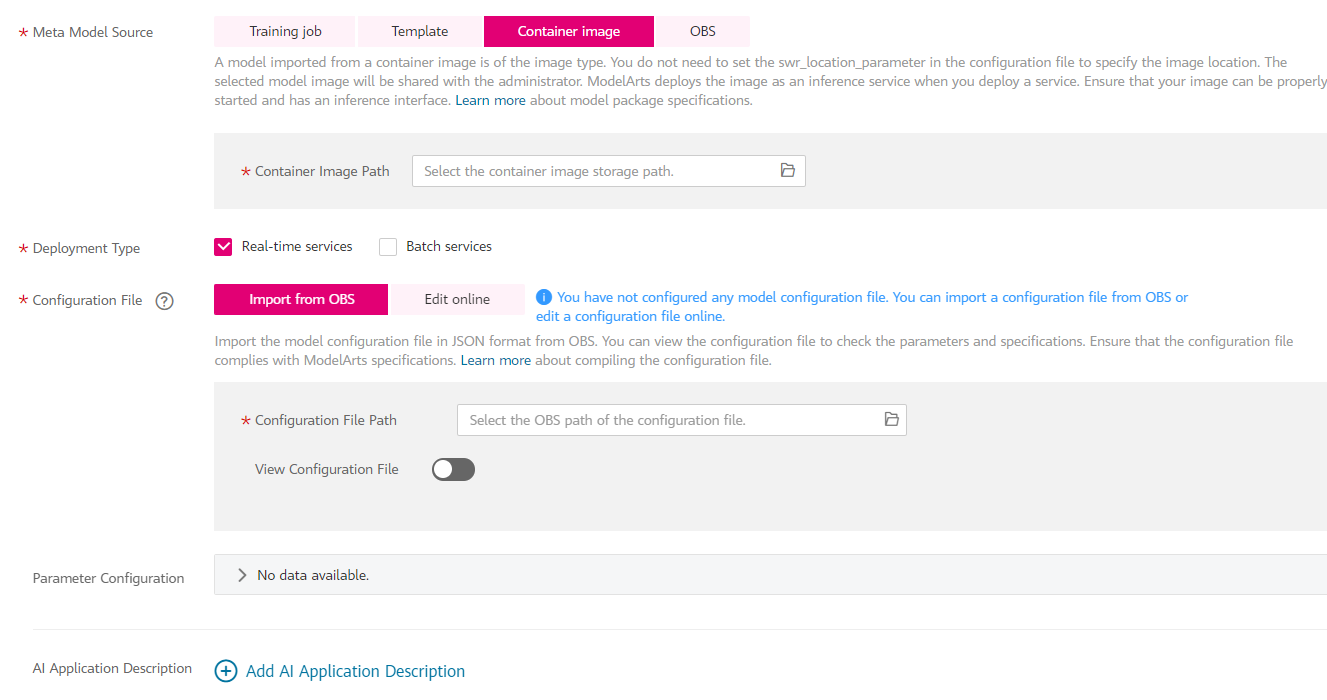 * Meta Model Source
Training job Template Container image OBS
A model imported from a container image is of the image type. You do not need to set the swr_location_parameter in the configuration file to specify the image location. The
selected model image will be shared with the administrator. ModelArts deploys the image as an inference service when you deploy a service. Ensure that your image can be properly
started and has an inference interface. Learn more about model package specifications.
* Container Image Path Select the container image storage path.
* Deployment Type Real-time services Batch services
* Configuration File ? Import from OBS Edit online
i You have not configured any model configuration file. You can import a configuration file from OBS or
edit a configuration file online.
Import the model configuration file in JSON format from OBS. You can view the configuration file to check the parameters and specifications. Ensure that the configuration file
complies with ModelArts specifications. Learn more about compiling the configuration file.
* Configuration File Path Select the OBS path of the configuration file.
View Configuration File
Parameter Configuration No data available.
AI Application Description Add AI Application Description